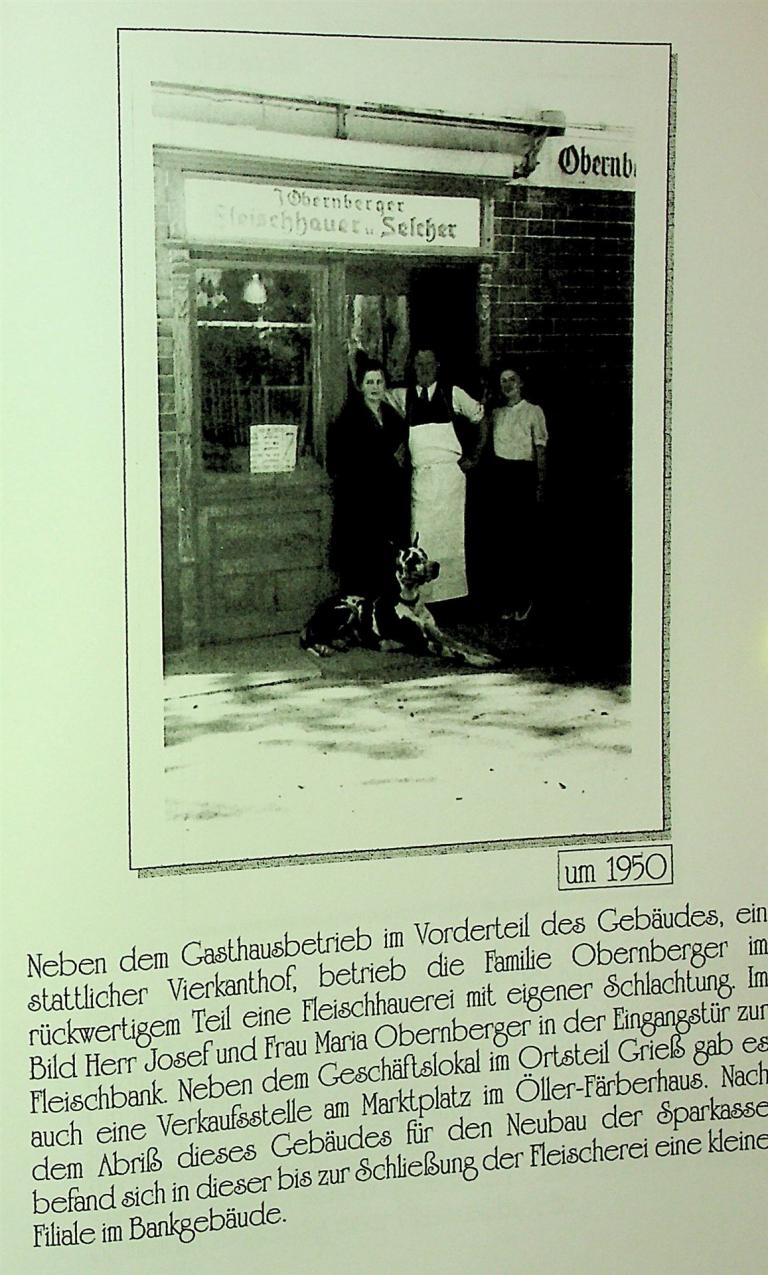 Obernb
J Obernberger
Fleischhauer u. Selcher
um 1950
Neben dem Gasthausbetrieb im Vorderteil des Gebäudes, ein
stattlicher Vierkanthof, betrieb die Familie Obernberger im
rückwertigem Teil eine Fleischhauerei mit eigener Schlachtung. Im
Bild Herr Josef und Frau Maria Obernberger in der Eingangstür zur
Fleischbank. Neben dem Geschäftslokal im Ortsteil Grieß gab es
auch eine Verkaufsstelle am Marktplatz im Öller-Färberhaus. Nach
dem Abriß dieses Gebäudes für den Neubau der Sparkasse
befand sich in dieser bis zur Schließung der Fleischerei eine kleine
Filiale im Bankgebäude.